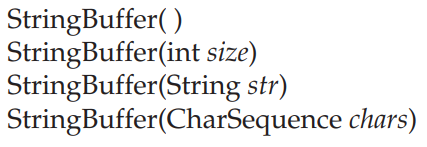 StringBuffer( )
StringBuffer(int size)
StringBuffer(String str)
StringBuffer(CharSequence chars)